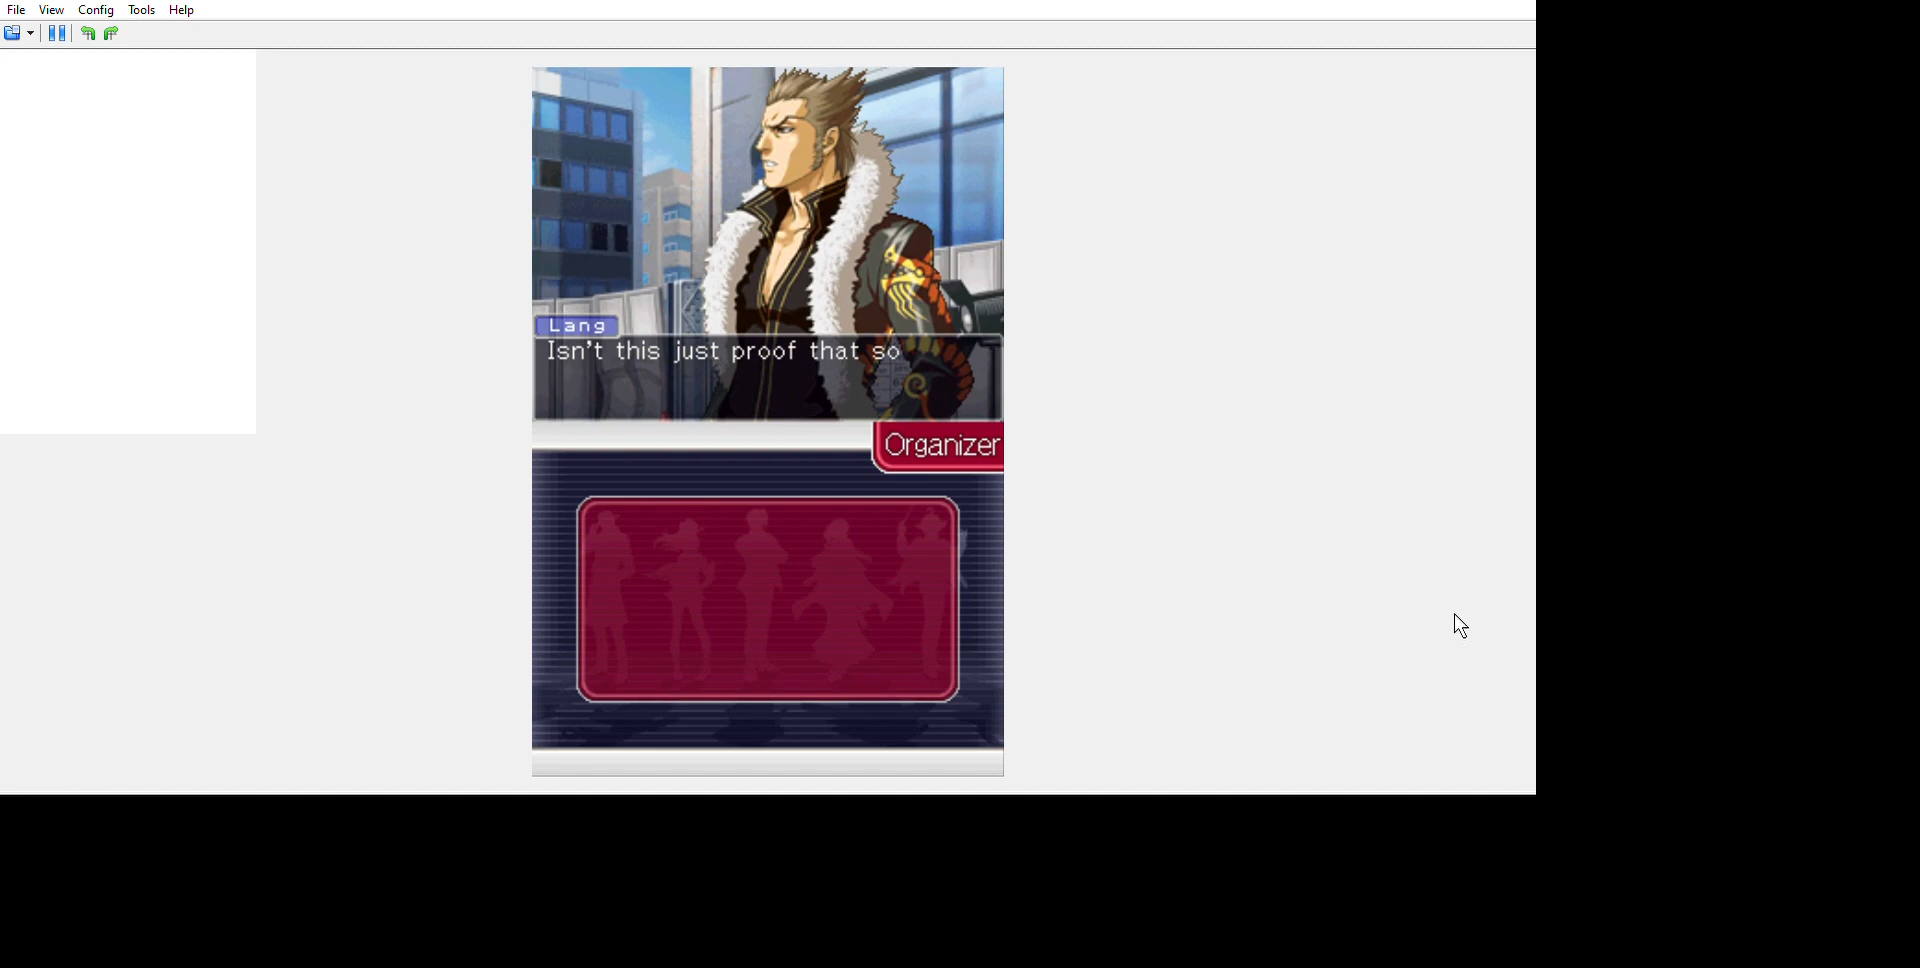 File View Config Tools Help
Lang
Isn't this just proof that so
Organizer